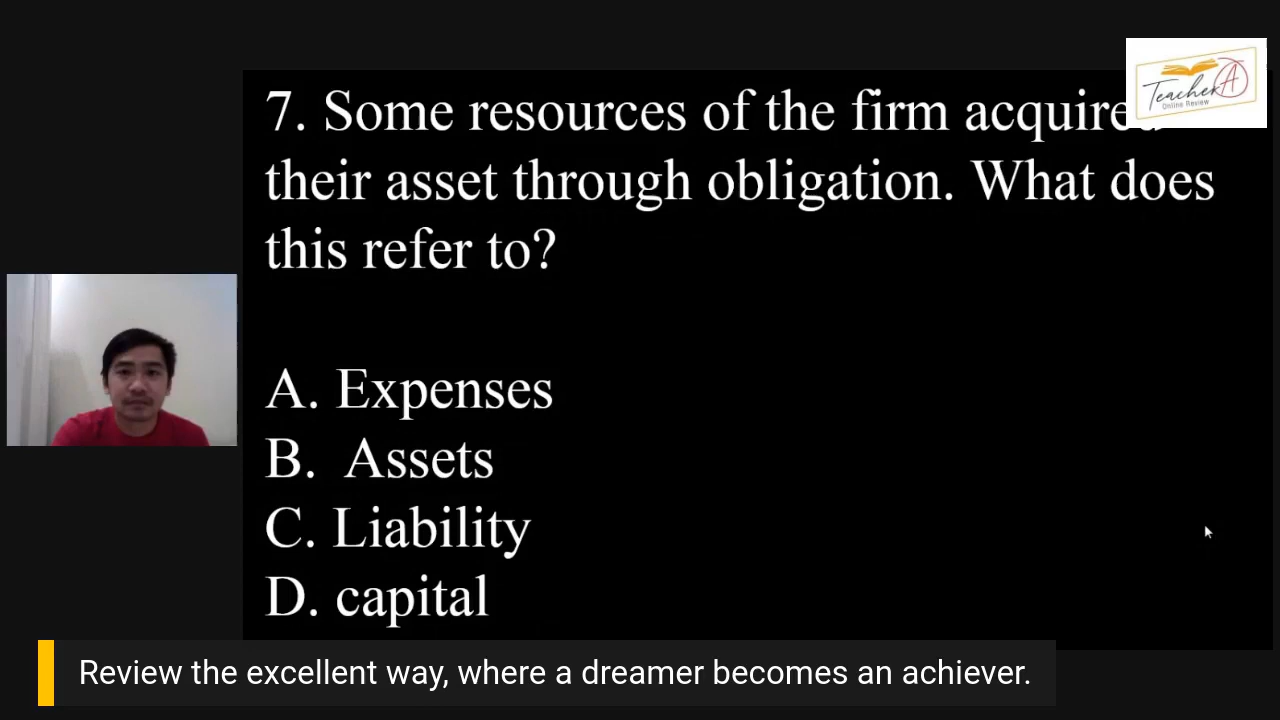 7. Some resources of the firm acquired
their asset through obligation. What does
this refer to?
A. Expenses
B. Assets
C. Liability
D. capital
Teacher A
Online Review
Review the excellent way, where a dreamer becomes an achiever.